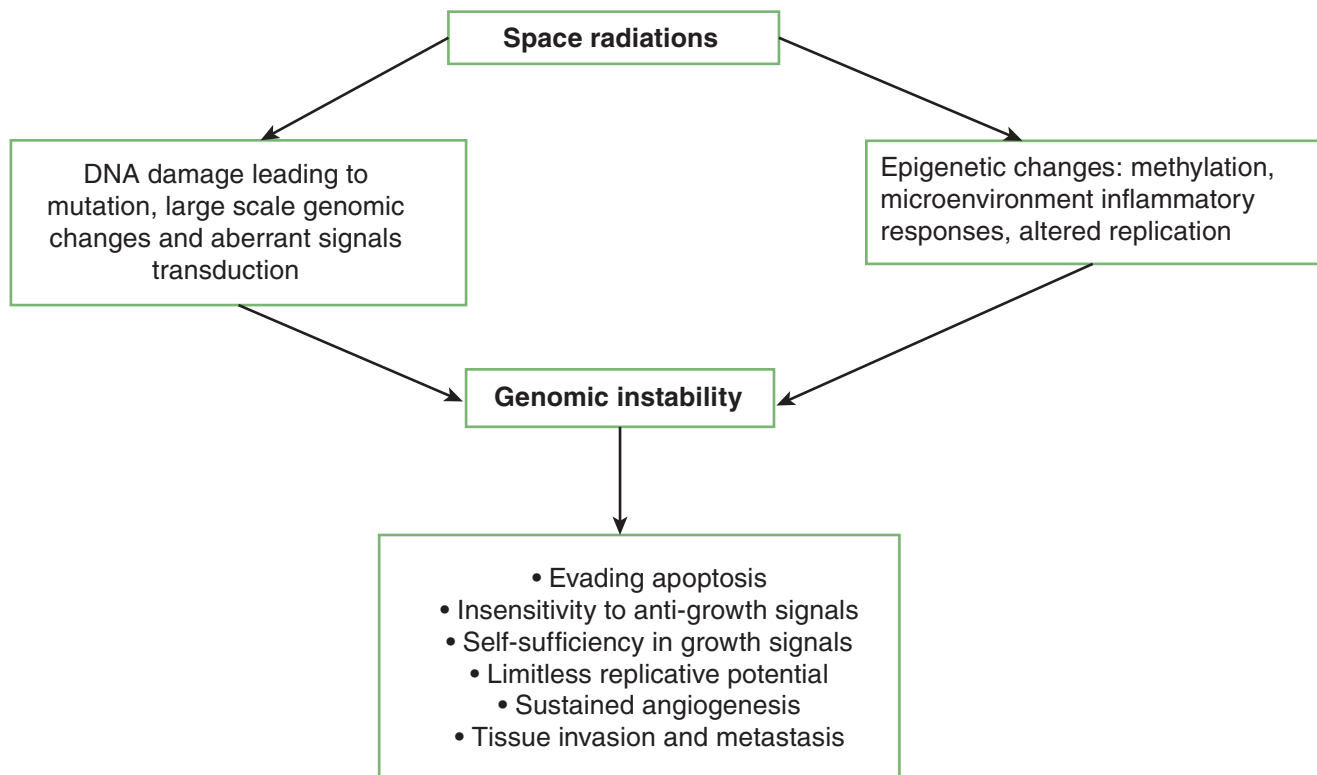 Space radiations
DNA damage leading to
mutation, large scale genomic
changes and aberrant signals
transduction
Epigenetic changes: methylation,
microenvironment inflammatory
responses, altered replication
Genomic instability
• Evading apoptosis
• Insensitivity to anti-growth signals
• Self-sufficiency in growth signals
• Limitless replicative potential
• Sustained angiogenesis
• Tissue invasion and metastasis